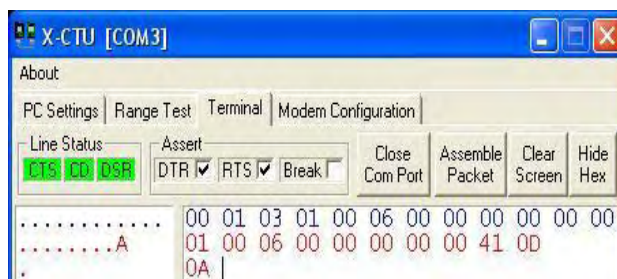 X-CTU [COM3]
About
PC Settings Range Test Terminal Modem Configuration
Line Status
CTS CD DSR
Assert
DTR RTS Break
Close
Com Port
Assemble
Packet
Clear
Screen
Hide
Hex
............ 00 01 03 01 00 06 00 00 00 00 00 00
........A 01 00 06 00 00 00 00 00 41 0D
. 0A